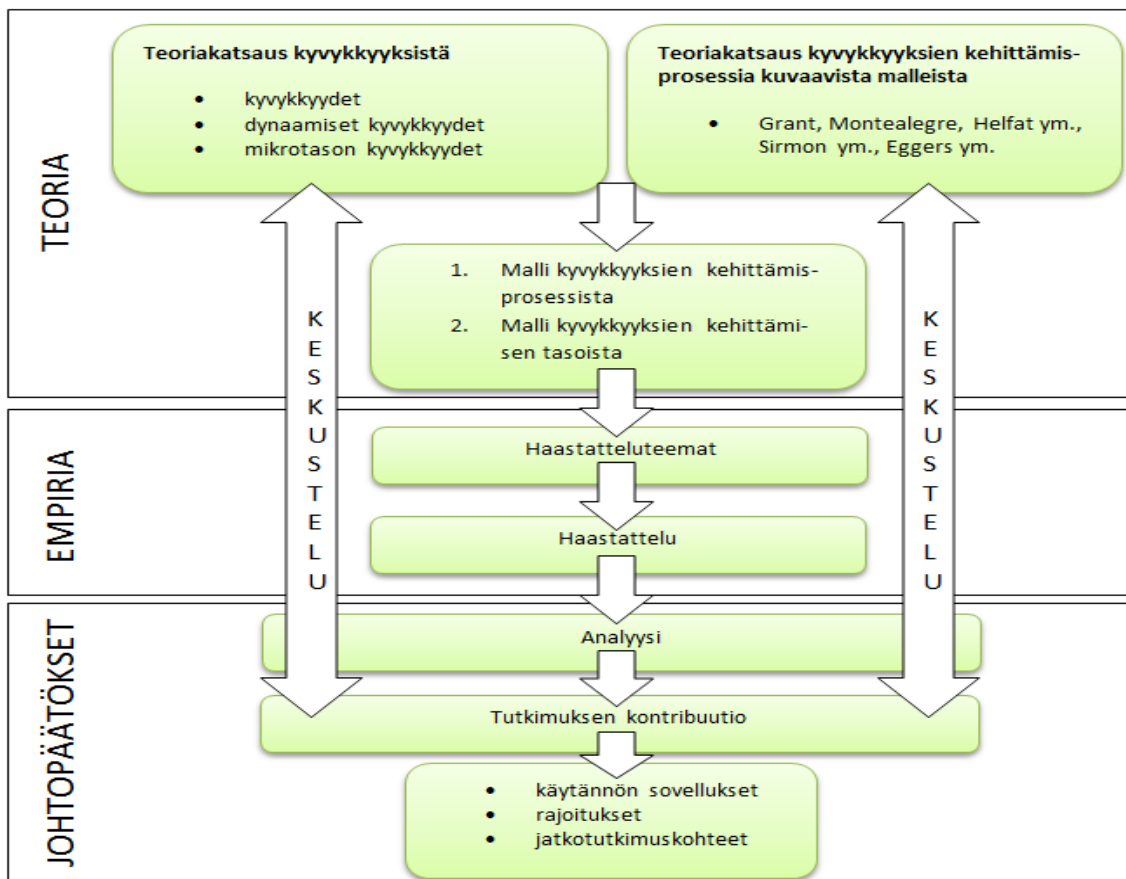 TEORIA
Teoriakatsaus kyvykkyyksistä
• kyvykkyydet
• dynaamiset kyvykkyydet
• mikrotason kyvykkyydet
Teoriakatsaus kyvykkyyksien kehittämis-
prosessia kuvaavista malleista
• Grant, Montealegre, Helfat ym.,
Sirmon ym., Eggers ym.
1. Malli kyvykkyyksien kehittämis-
prosessista
2. Malli kyvykkyyksien kehittämi-
sen tasoista
KESKUSTELU
KESKUSTELU
EMPIRIA
Haastatteluteemat
Haastattelu
JOHTOPÄÄTÖKSET
Analyysi
Tutkimuksen kontribuutio
• käytännön sovellukset
• rajoitukset
• jatkotutkimuskohteet